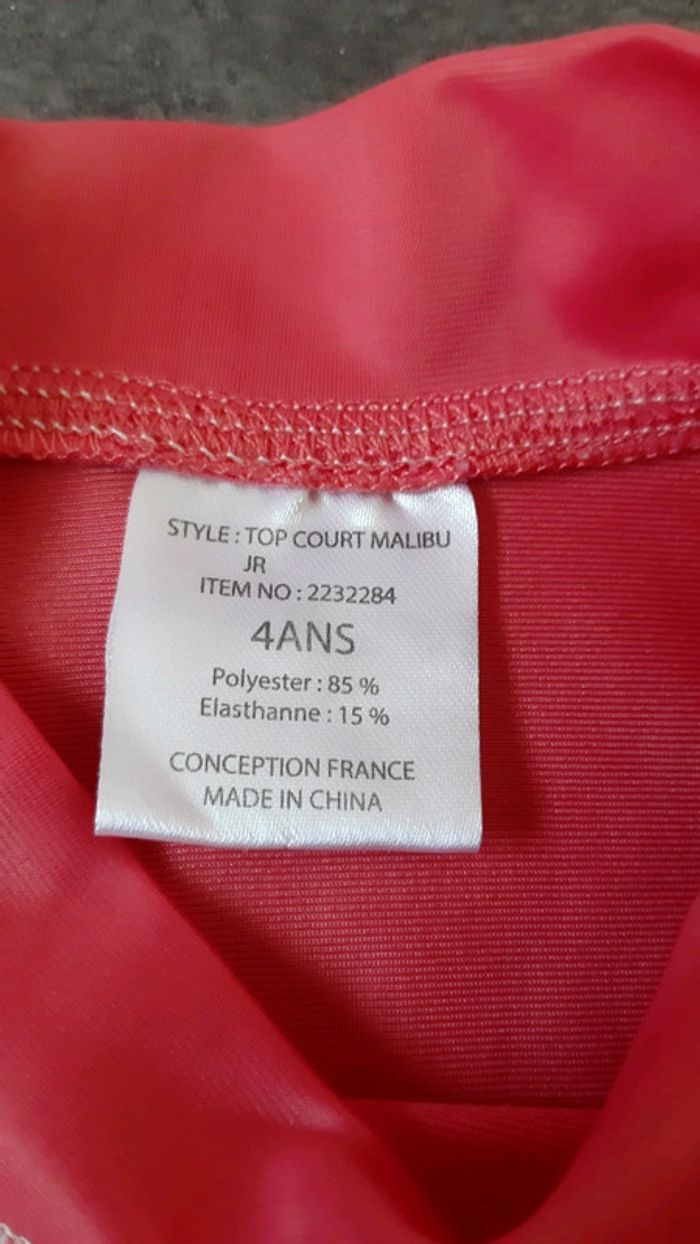 STYLE : TOP COURT MALIBU
JR
ITEM NO : 2232284
4ANS
Polyester : 85 %
Elasthanne : 15 %
CONCEPTION FRANCE
MADE IN CHINA